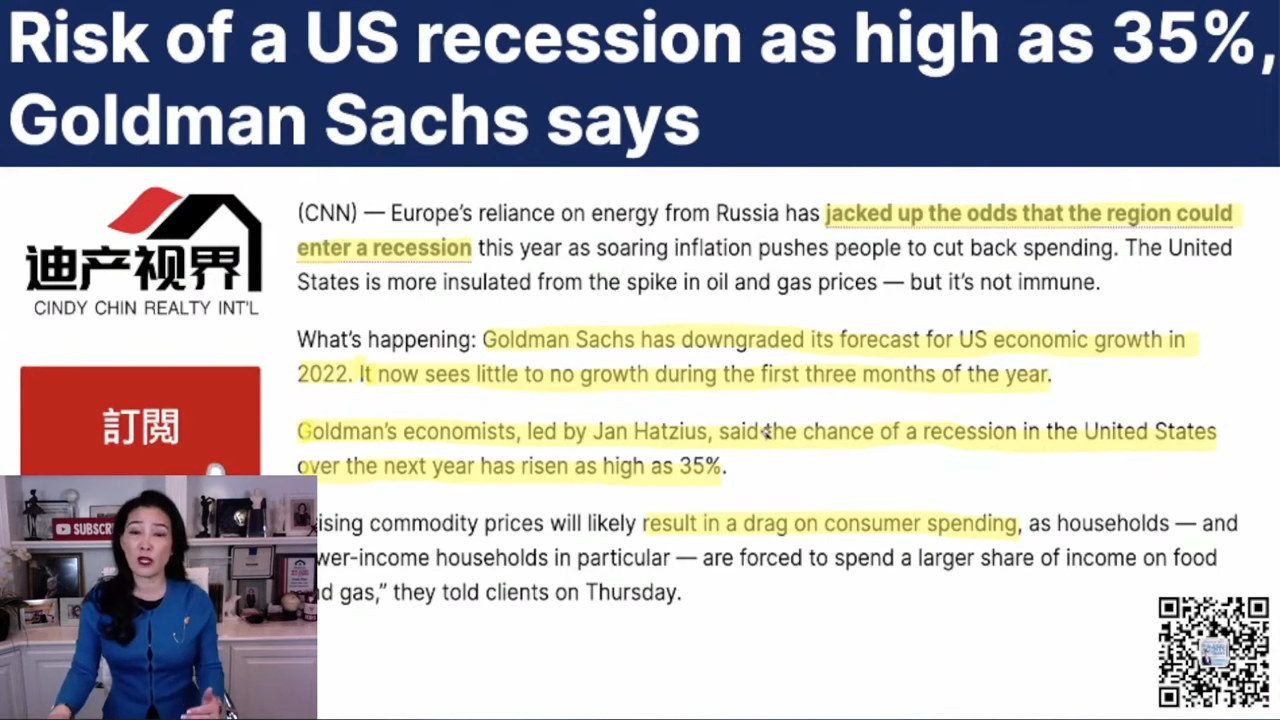 Risk of a US recession as high as 35%,
Goldman Sachs says
迪产视界
CINDY CHIN REALTY INT'L
(CNN) — Europe's reliance on energy from Russia has jacked up the odds that the region could
enter a recession this year as soaring inflation pushes people to cut back spending. The United
States is more insulated from the spike in oil and gas prices — but it's not immune.
What's happening: Goldman Sachs has downgraded its forecast for US economic growth in
2022. It now sees little to no growth during the first three months of the year.
訂閱
Goldman's economists, led by Jan Hatzius, said the chance of a recession in the United States
over the next year has risen as high as 35%.
ising commodity prices will likely result in a drag on consumer spending, as households — and
wer-income households in particular — are forced to spend a larger share of income on food
nd gas," they told clients on Thursday.
SUBSCR